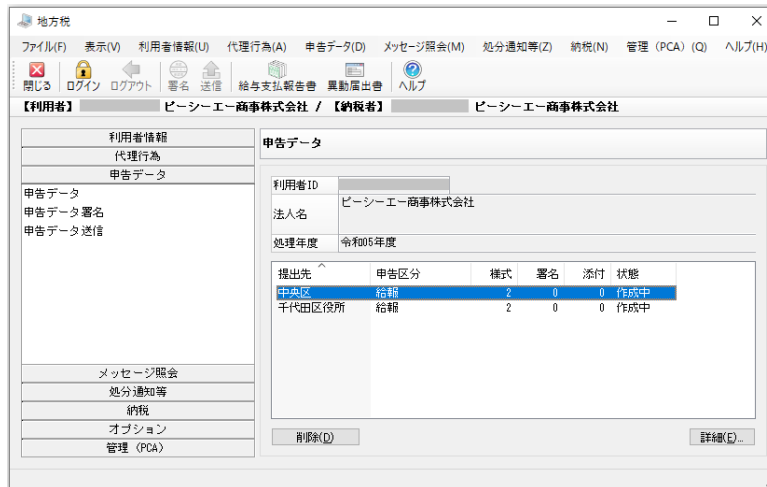 地方税
ファイル(F) 表示(V) 利用者情報(U) 代理行為(A) 申告データ(D) メッセージ照会(M) 処分通知等(Z) 納税(N) 管理（PCA）(Q) ヘルプ(H)
閉じる ログイン ログアウト 署名 送信 給与支払報告書 異動届出書 ヘルプ
【利用者】 ピーシーエー商事株式会社 / 【納税者】 ピーシーエー商事株式会社
利用者情報
代理行為
申告データ
申告データ
申告データ署名
申告データ送信
メッセージ照会
処分通知等
納税
オプション
管理（PCA）
申告データ
利用者ID
法人名 ピーシーエー商事株式会社
処理年度 令和05年度
提出先 申告区分 様式 署名 添付 状態
中央区 給報 2 0 0 作成中
千代田区役所 給報 2 0 0 作成中
削除(D) 詳細(E)...